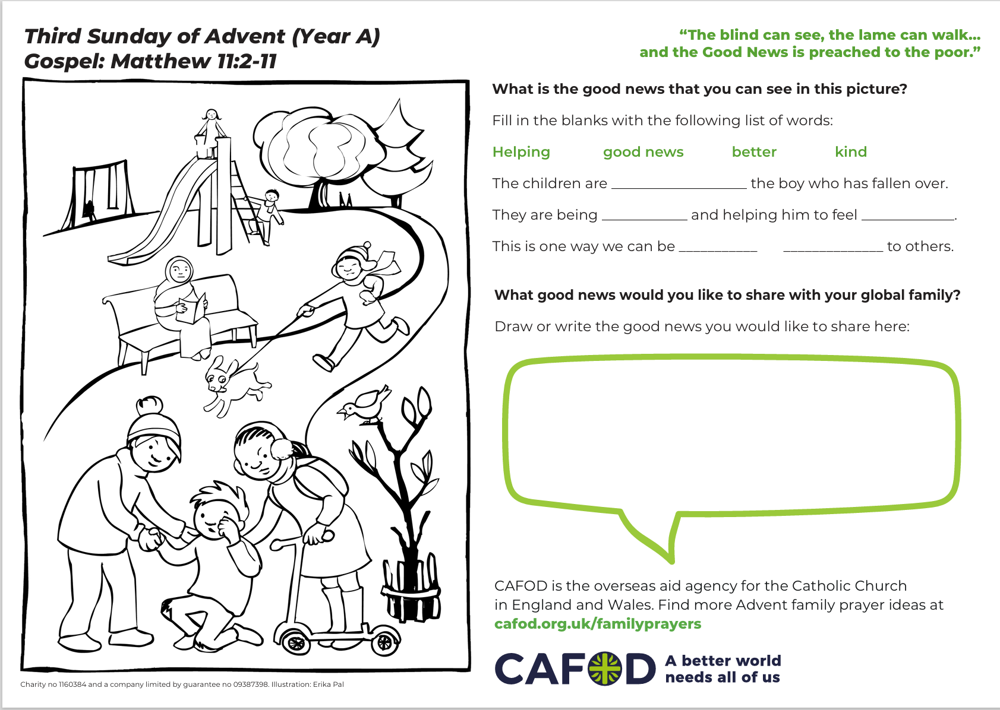 Third Sunday of Advent (Year A)
Gospel: Matthew 11:2-11
“The blind can see, the lame can walk...
and the Good News is preached to the poor.”
What is the good news that you can see in this picture?
Fill in the blanks with the following list of words:
Helping good news better kind
The children are _________________ the boy who has fallen over.
They are being ____________ and helping him to feel _____________.
This is one way we can be ___________ ______________ to others.
What good news would you like to share with your global family?
Draw or write the good news you would like to share here:
CAFOD is the overseas aid agency for the Catholic Church
in England and Wales. Find more Advent family prayer ideas at
cafod.org.uk/familyprayers
CAFOD
A better world
needs all of us
Charity no 1160384 and a company limited by guarantee no 09387398. Illustration: Erika Pal